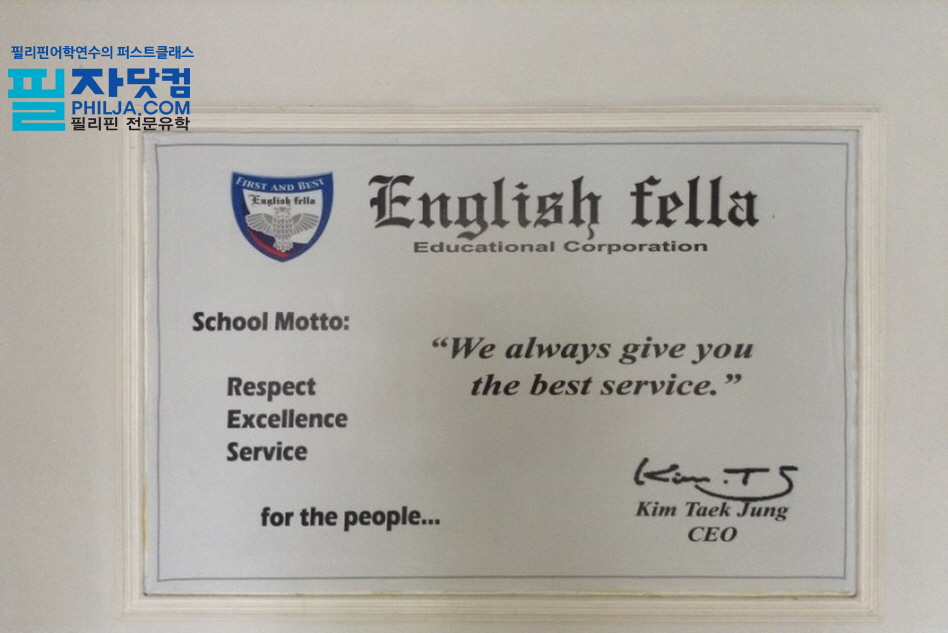 필리핀어학연수의 퍼스트클래스
필자닷컴
PHILJA.COM
필리핀 전문유학
FIRST AND BEST
English fella
English fella
Educational Corporation
School Motto:
"We always give you
the best service."
Respect
Excellence
Service
for the people...
Kim . T J
Kim Taek Jung
CEO